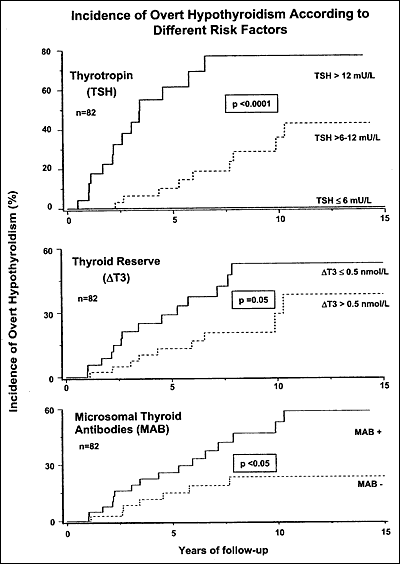 Incidence of Overt Hypothyroidism According to
Different Risk Factors
Incidence of Overt Hypothyroidism (%)
80
60
40
20
0
Thyrotropin
(TSH)
n=82
TSH > 12 mU/L
p <0.0001
TSH >6-12 mU/L
TSH ≤ 6 mU/L
0
5
10
15
60
30
0
Thyroid Reserve
(ΔT3)
n=82
ΔT3 ≤ 0.5 nmol/L
p =0.05
ΔT3 > 0.5 nmol/L
0
5
10
15
60
30
0
Microsomal Thyroid
Antibodies (MAB)
n=82
MAB +
p <0.05
MAB -
0
5
10
15
Years of follow-up